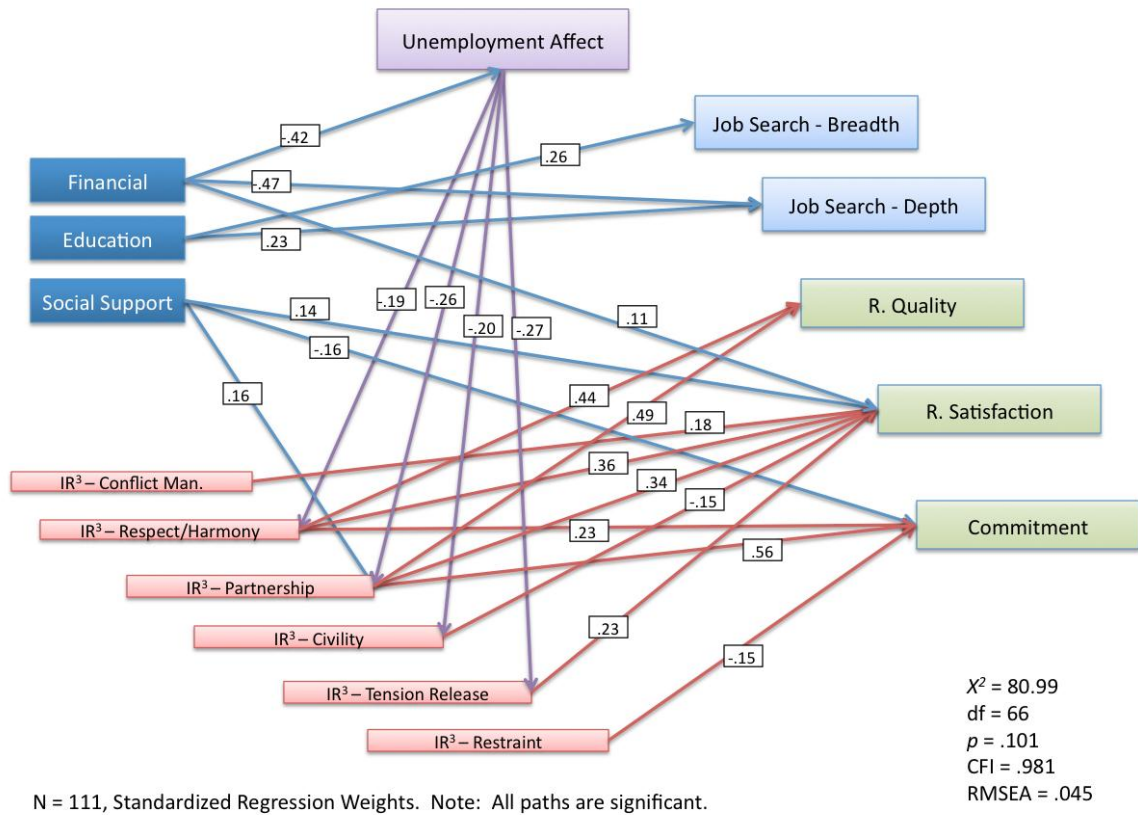 Unemployment Affect
Job Search - Breadth
-.42
.26
Financial
-.47
Job Search - Depth
Education
.23
Social Support
-.19
-.26
R. Quality
.14
-.20
-.27
.11
-.16
.16
.44
.49
R. Satisfaction
.18
IR³ – Conflict Man.
.36
.34
-.15
IR³ – Respect/Harmony
.23
Commitment
.56
IR³ – Partnership
IR³ – Civility
.23
-.15
IR³ – Tension Release
IR³ – Restraint
X² = 80.99
df = 66
p = .101
CFI = .981
RMSEA = .045
N = 111, Standardized Regression Weights. Note: All paths are significant.